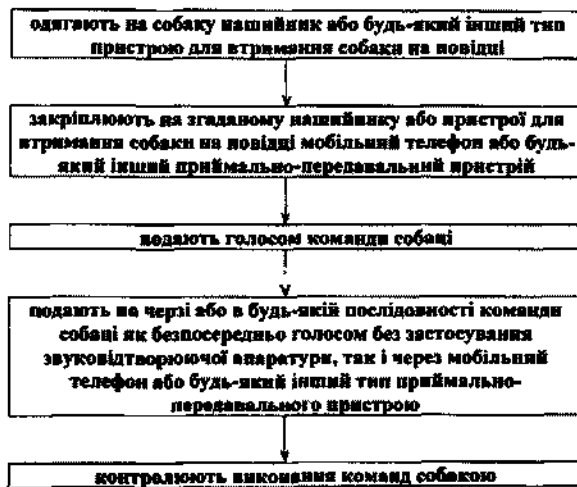 одягають на собаку нашийник або будь-який інший тип
пристрою для втримання собаки на повідці
закріплюють на згаданому нашийнику або пристрої для
втримання собаки на повідці мобільний телефон або будь-
який інший приймально-передавальний пристрій
подають голосом команди собаці
подають по черзі або в будь-якій послідовності команди
собаці як безпосередньо голосом без застосування
звуковідтворюючої апаратури, так і через мобільний
телефон або будь-який інший тип приймально-
передавального пристрою
контролюють виконання команд собакою